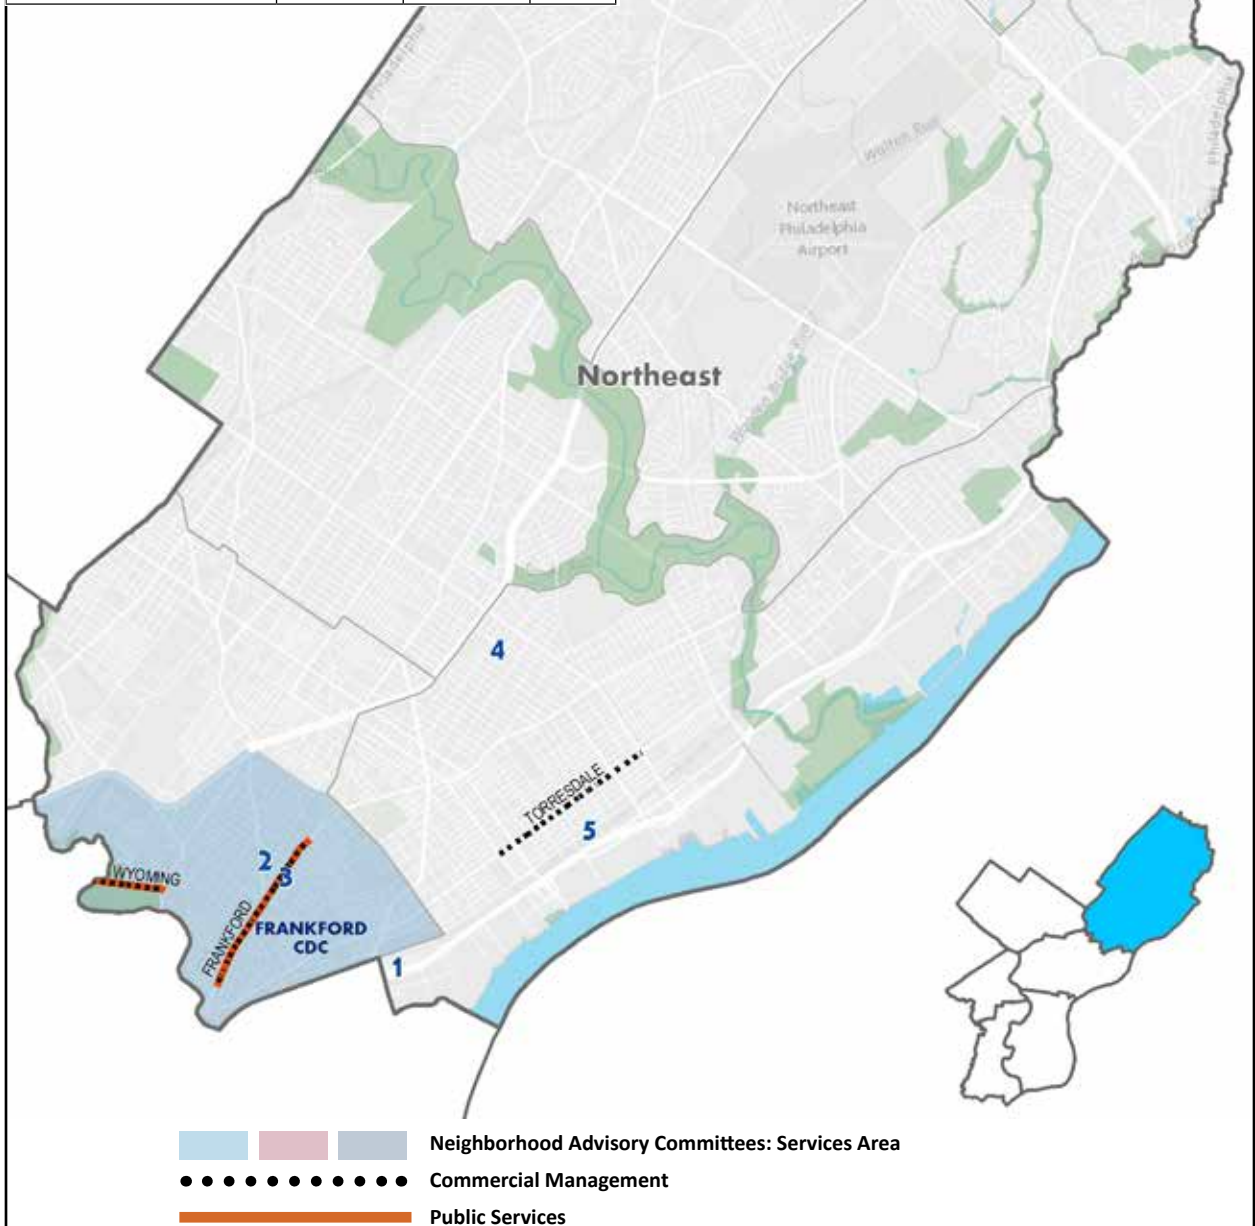 Philadelphia
Philadelphia
Walton Run
Northeast
Philadelphia
Airport
Northeast
4
TORRESDALE
5
2
3
WYOMING
FRANKFORD
FRANKFORD
CDC
1
Neighborhood Advisory Committees: Services Area
Commercial Management
Public Services